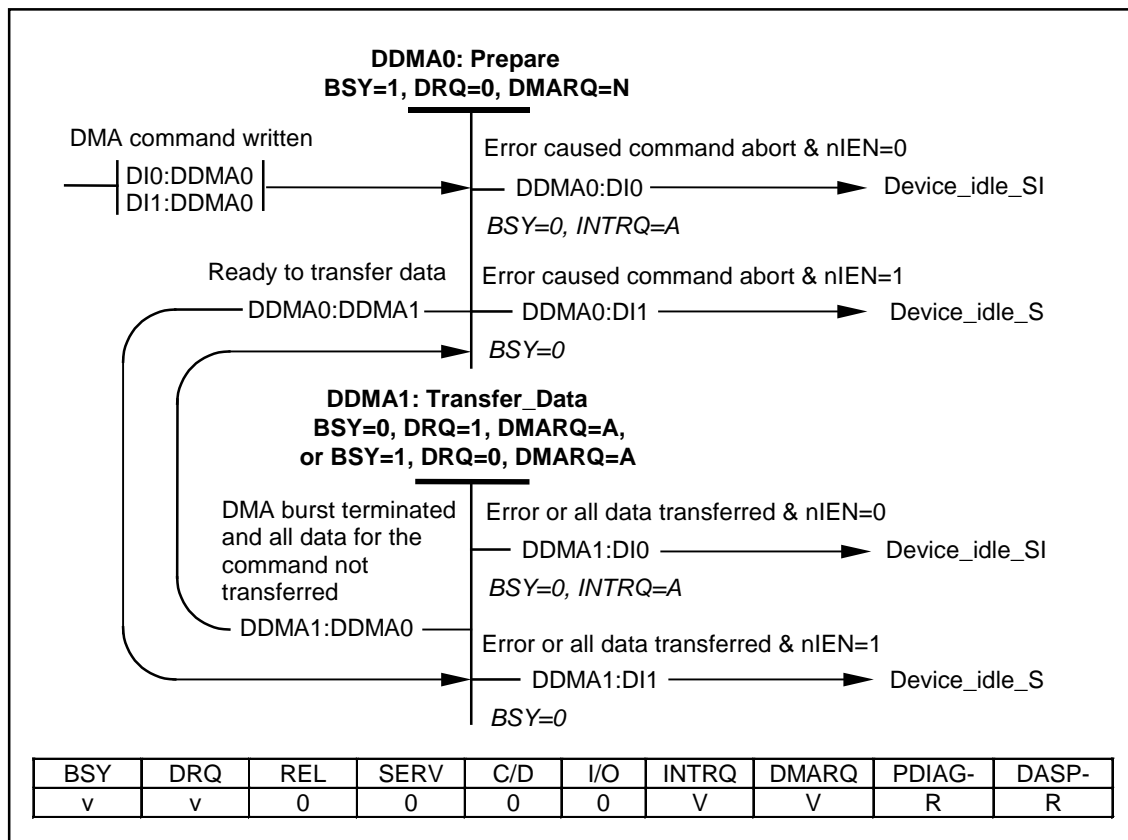 DDMA0: Prepare
BSY=1, DRQ=0, DMARQ=N
DMA command written
DI0:DDMA0
DI1:DDMA0
Error caused command abort & nIEN=0
DDMA0:DI0
Device_idle_SI
BSY=0, INTRQ=A
Ready to transfer data
DDMA0:DDMA1
Error caused command abort & nIEN=1
DDMA0:DI1
Device_idle_S
BSY=0
DDMA1: Transfer_Data
BSY=0, DRQ=1, DMARQ=A,
or BSY=1, DRQ=0, DMARQ=A
DMA burst terminated
and all data for the
command not
transferred
DDMA1:DDMA0
Error or all data transferred & nIEN=0
DDMA1:DI0
Device_idle_SI
BSY=0, INTRQ=A
Error or all data transferred & nIEN=1
DDMA1:DI1
Device_idle_S
BSY=0
BSY DRQ REL SERV C/D I/O INTRQ DMARQ PDIAG- DASP-
v v 0 0 0 0 V V R R